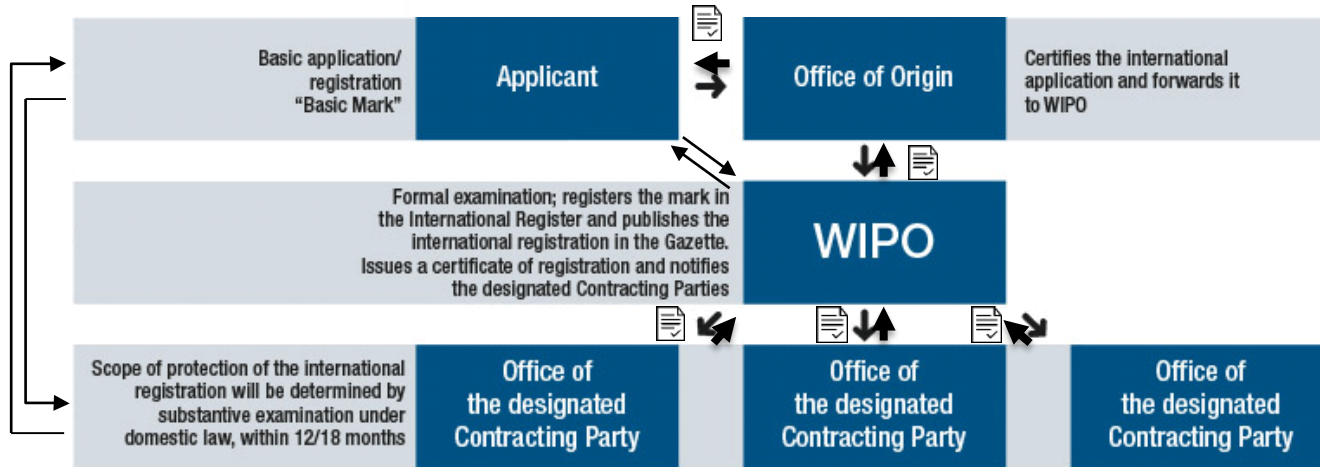 Basic application/
registration
“Basic Mark”
Applicant
Office of Origin
Certifies the international
application and forwards it
to WIPO
Formal examination; registers the mark in
the International Register and publishes the
international registration in the Gazette.
Issues a certificate of registration and notifies
the designated Contracting Parties
WIPO
Scope of protection of the international
registration will be determined by
substantive examination under
domestic law, within 12/18 months
Office of
the designated
Contracting Party
Office of
the designated
Contracting Party
Office of
the designated
Contracting Party